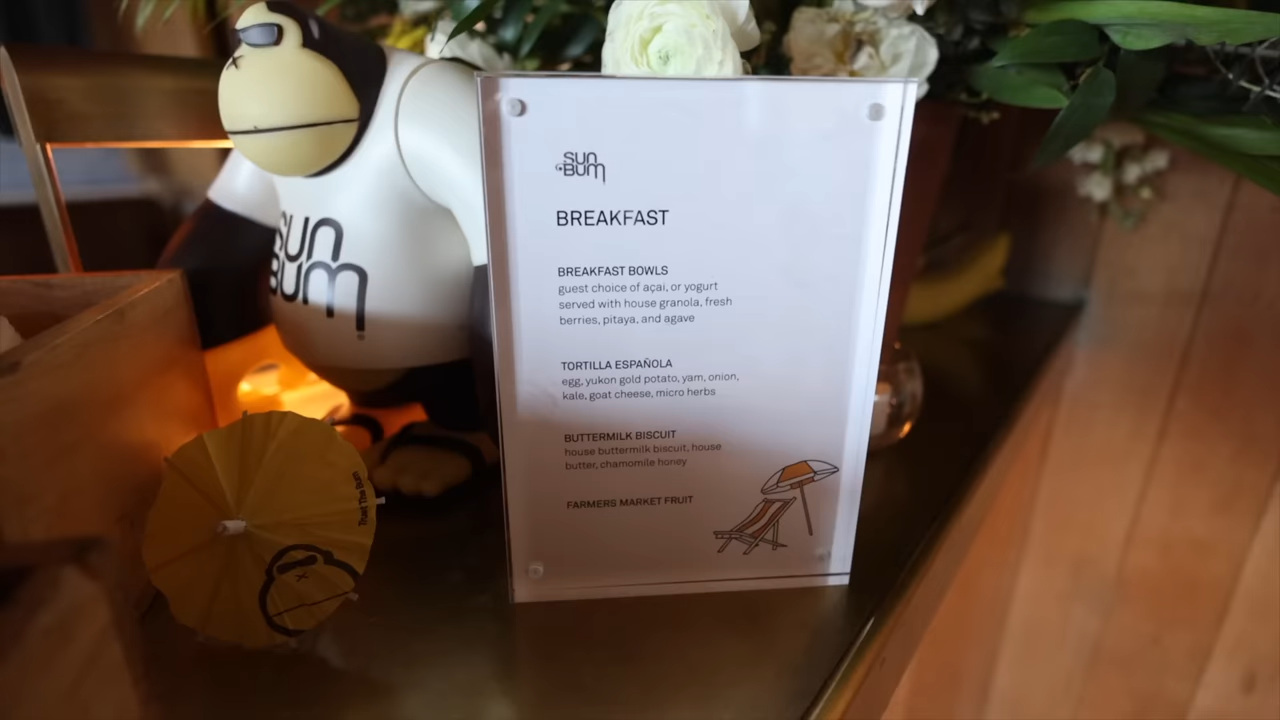 SUN
BUM
SUN
BUM
BREAKFAST
BREAKFAST BOWLS
guest choice of açai, or yogurt
served with house granola, fresh
berries, pitaya, and agave
TORTILLA ESPAÑOLA
egg, yukon gold potato, yam, onion,
kale, goat cheese, micro herbs
BUTTERMILK BISCUIT
house buttermilk biscuit, house
butter, chamomile honey
FARMERS MARKET FRUIT
Trust The Bum